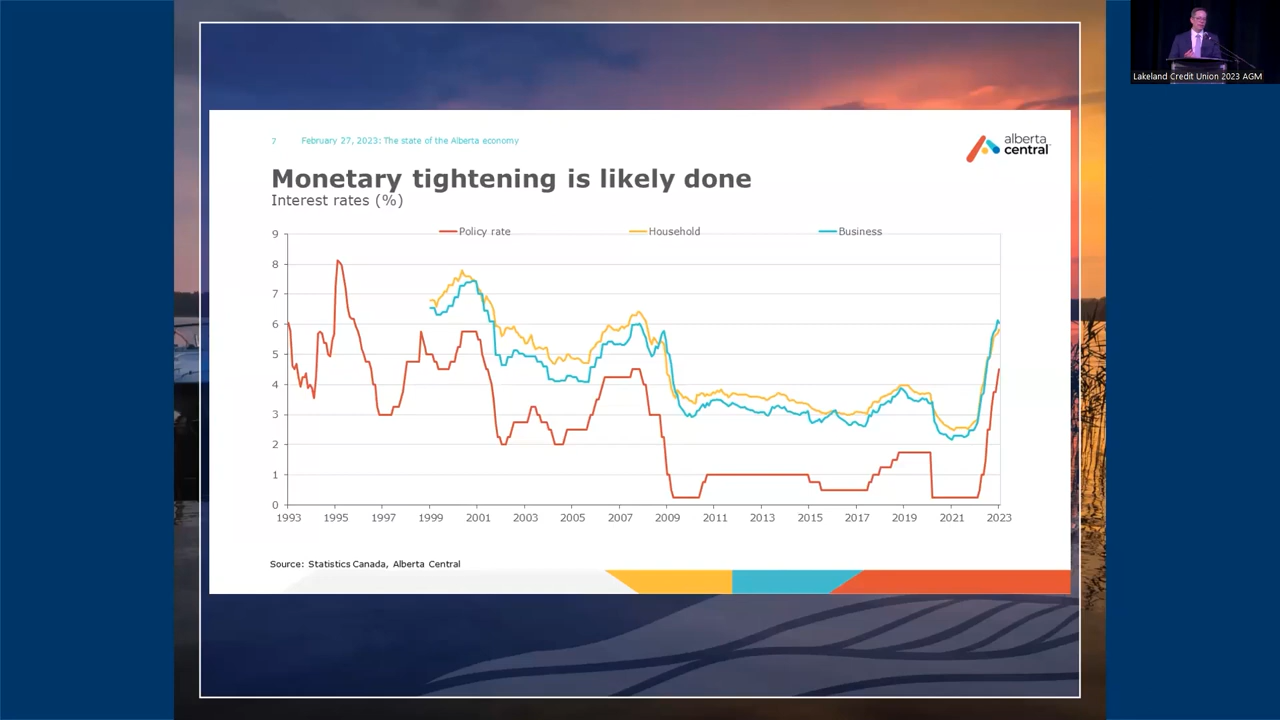 Lakeland Credit Union 2023 AGM
7 February 27, 2023: The state of the Alberta economy
alberta
central
Monetary tightening is likely done
Interest rates (%)
Policy rate Household Business
9
8
7
6
5
4
3
2
1
0
1993 1995 1997 1999 2001 2003 2005 2007 2009 2011 2013 2015 2017 2019 2021 2023
Source: Statistics Canada, Alberta Central